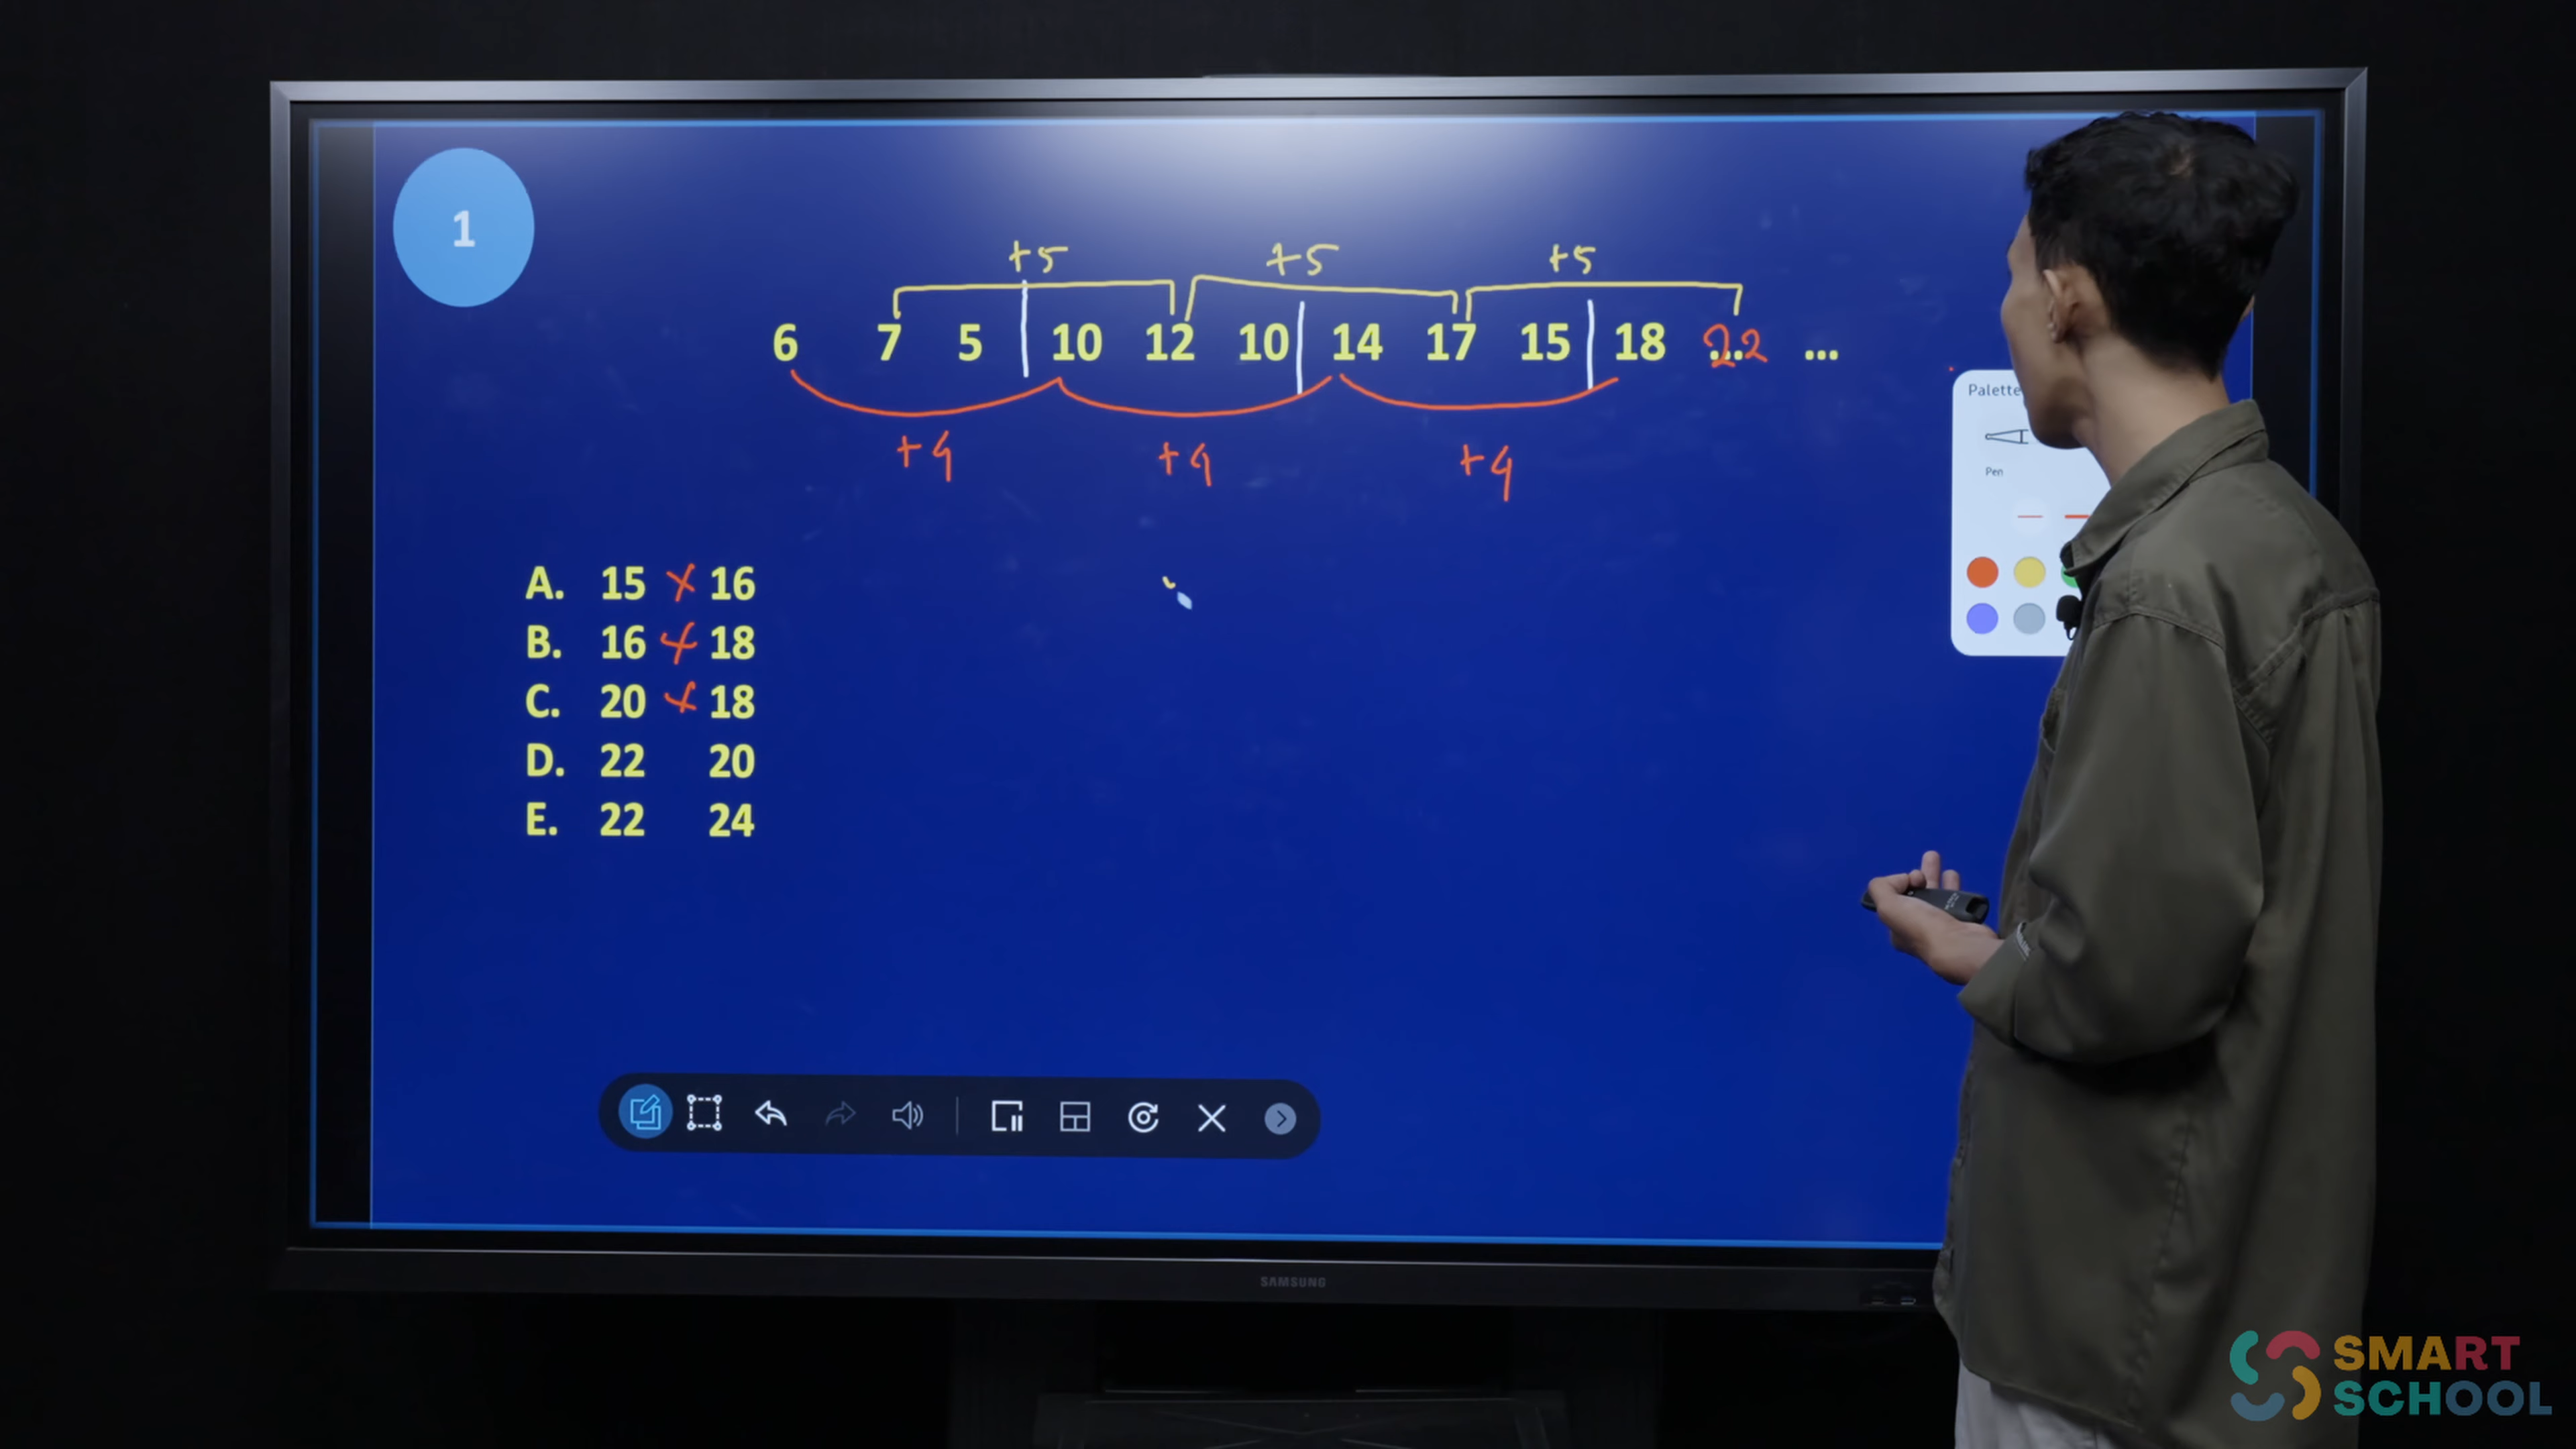 1
+5 +5 +5
6 7 5 10 12 10 14 17 15 18 22 ...
+4 +4 +4
Palette
Pen
A. 15 × 16
B. 16 × 18
C. 20 × 18
D. 22 20
E. 22 24
SAMSUNG
SMART
SCHOOL